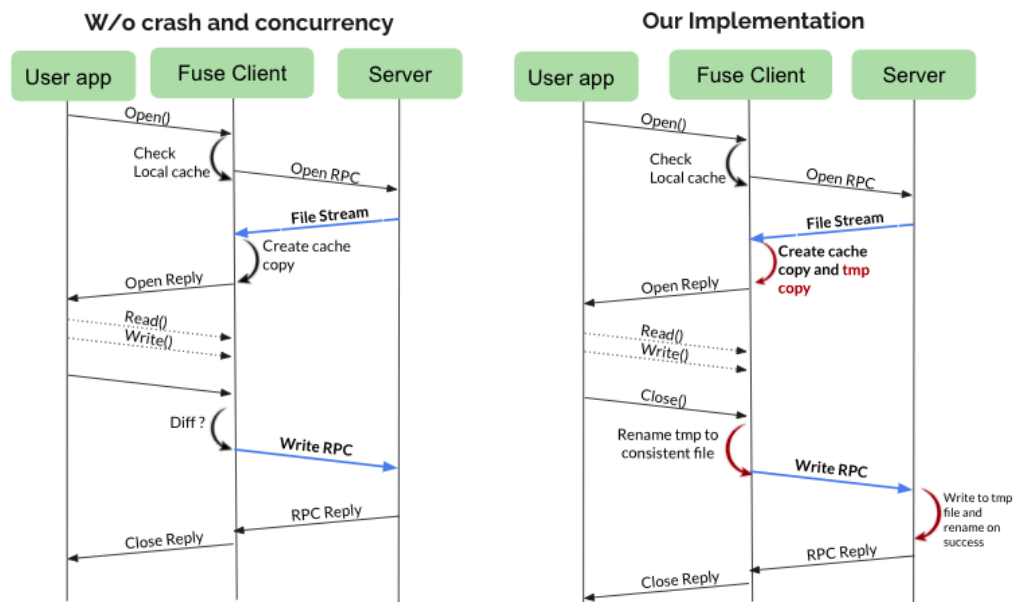 W/o crash and concurrency
User app
Fuse Client
Server
Open()
Check
Local cache
Open RPC
File Stream
Create cache
copy
Open Reply
Read()
Write()
Diff ?
Write RPC
RPC Reply
Close Reply
Our Implementation
User app
Fuse Client
Server
Open()
Check
Local cache
Open RPC
File Stream
Create cache
copy and tmp
copy
Open Reply
Read()
Write()
Close()
Rename tmp to
consistent file
Write RPC
Write to tmp
file and
rename on
success
RPC Reply
Close Reply